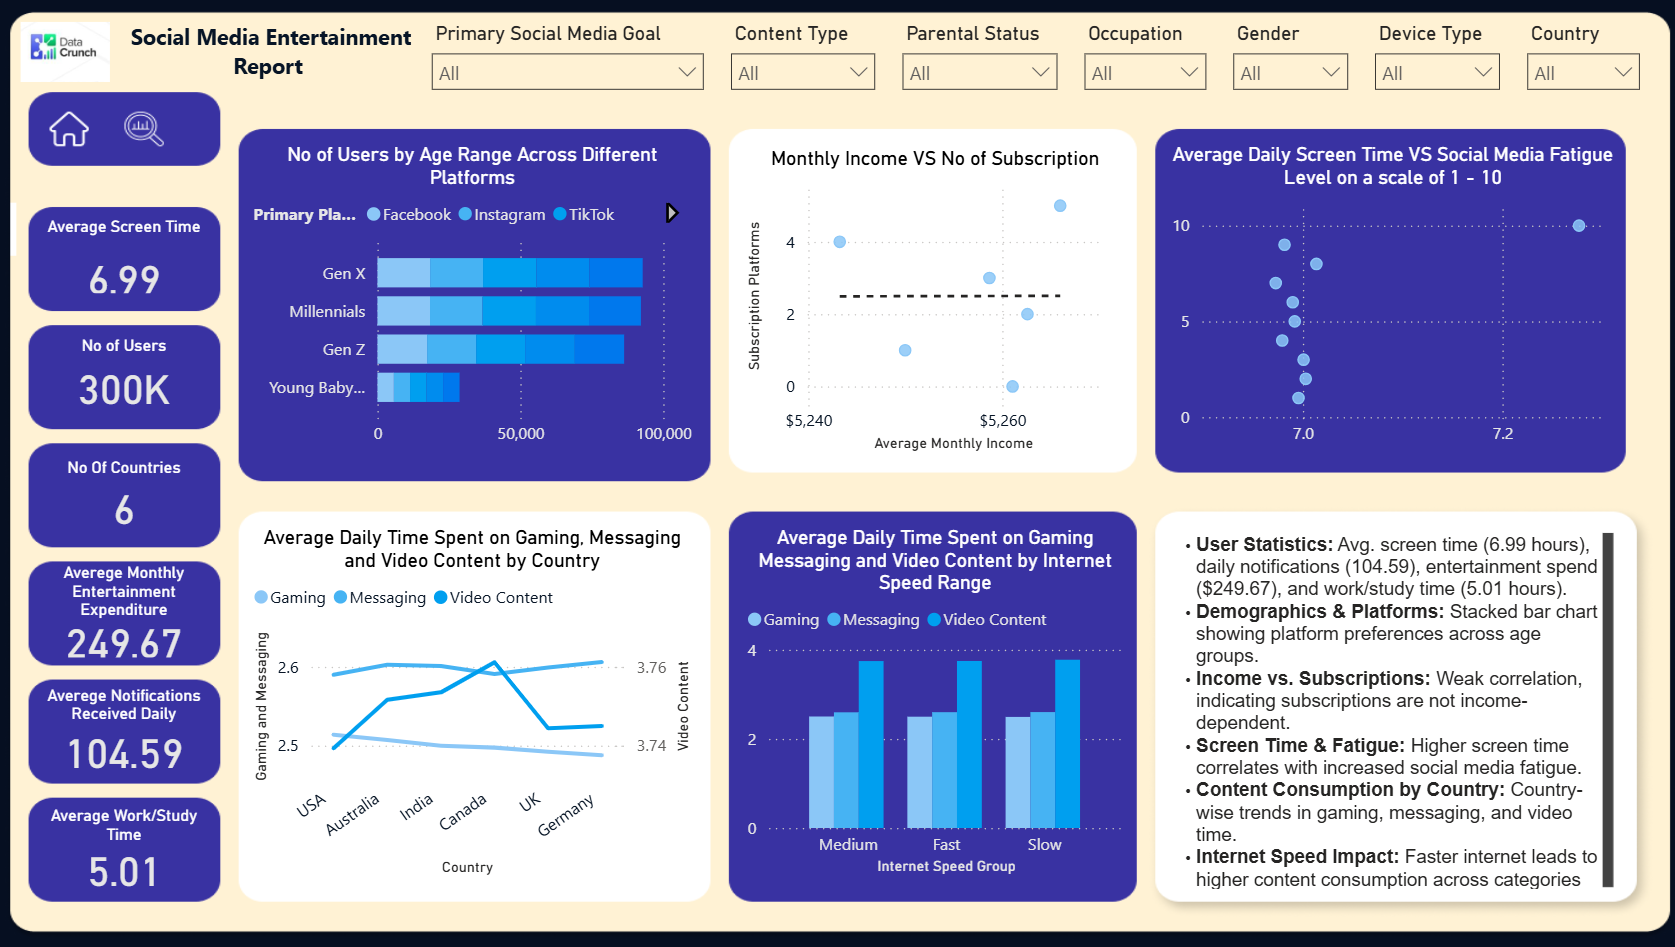 Data
Crunch
Social Media Entertainment
Report
Primary Social Media Goal
All
Content Type
All
Parental Status
All
Occupation
All
Gender
All
Device Type
All
Country
All
Average Screen Time
6.99
No of Users
300K
No Of Countries
6
Averege Monthly
Entertainment
Expenditure
249.67
Averege Notifications
Received Daily
104.59
Average Work/Study
Time
5.01
No of Users by Age Range Across Different
Platforms
Primary Pla... Facebook Instagram TikTok
Gen X
Millennials
Gen Z
Young Baby...
0 50,000 100,000
Monthly Income VS No of Subscription
Subscription Platforms
4
2
0
$5,240 $5,260
Average Monthly Income
Average Daily Screen Time VS Social Media Fatigue
Level on a scale of 1 - 10
10
5
0
7.0 7.2
Average Daily Time Spent on Gaming, Messaging
and Video Content by Country
Gaming Messaging Video Content
Gaming and Messaging
2.6
2.5
3.76
3.74
Video Content
USA
Australia
India
Canada
UK
Germany
Country
Average Daily Time Spent on Gaming
Messaging and Video Content by Internet
Speed Range
Gaming Messaging Video Content
4
2
0
Medium Fast Slow
Internet Speed Group
• User Statistics: Avg. screen time (6.99 hours),
daily notifications (104.59), entertainment spend
($249.67), and work/study time (5.01 hours).
• Demographics & Platforms: Stacked bar chart
showing platform preferences across age
groups.
• Income vs. Subscriptions: Weak correlation,
indicating subscriptions are not income-
dependent.
• Screen Time & Fatigue: Higher screen time
correlates with increased social media fatigue.
• Content Consumption by Country: Country-
wise trends in gaming, messaging, and video
time.
• Internet Speed Impact: Faster internet leads to
higher content consumption across categories